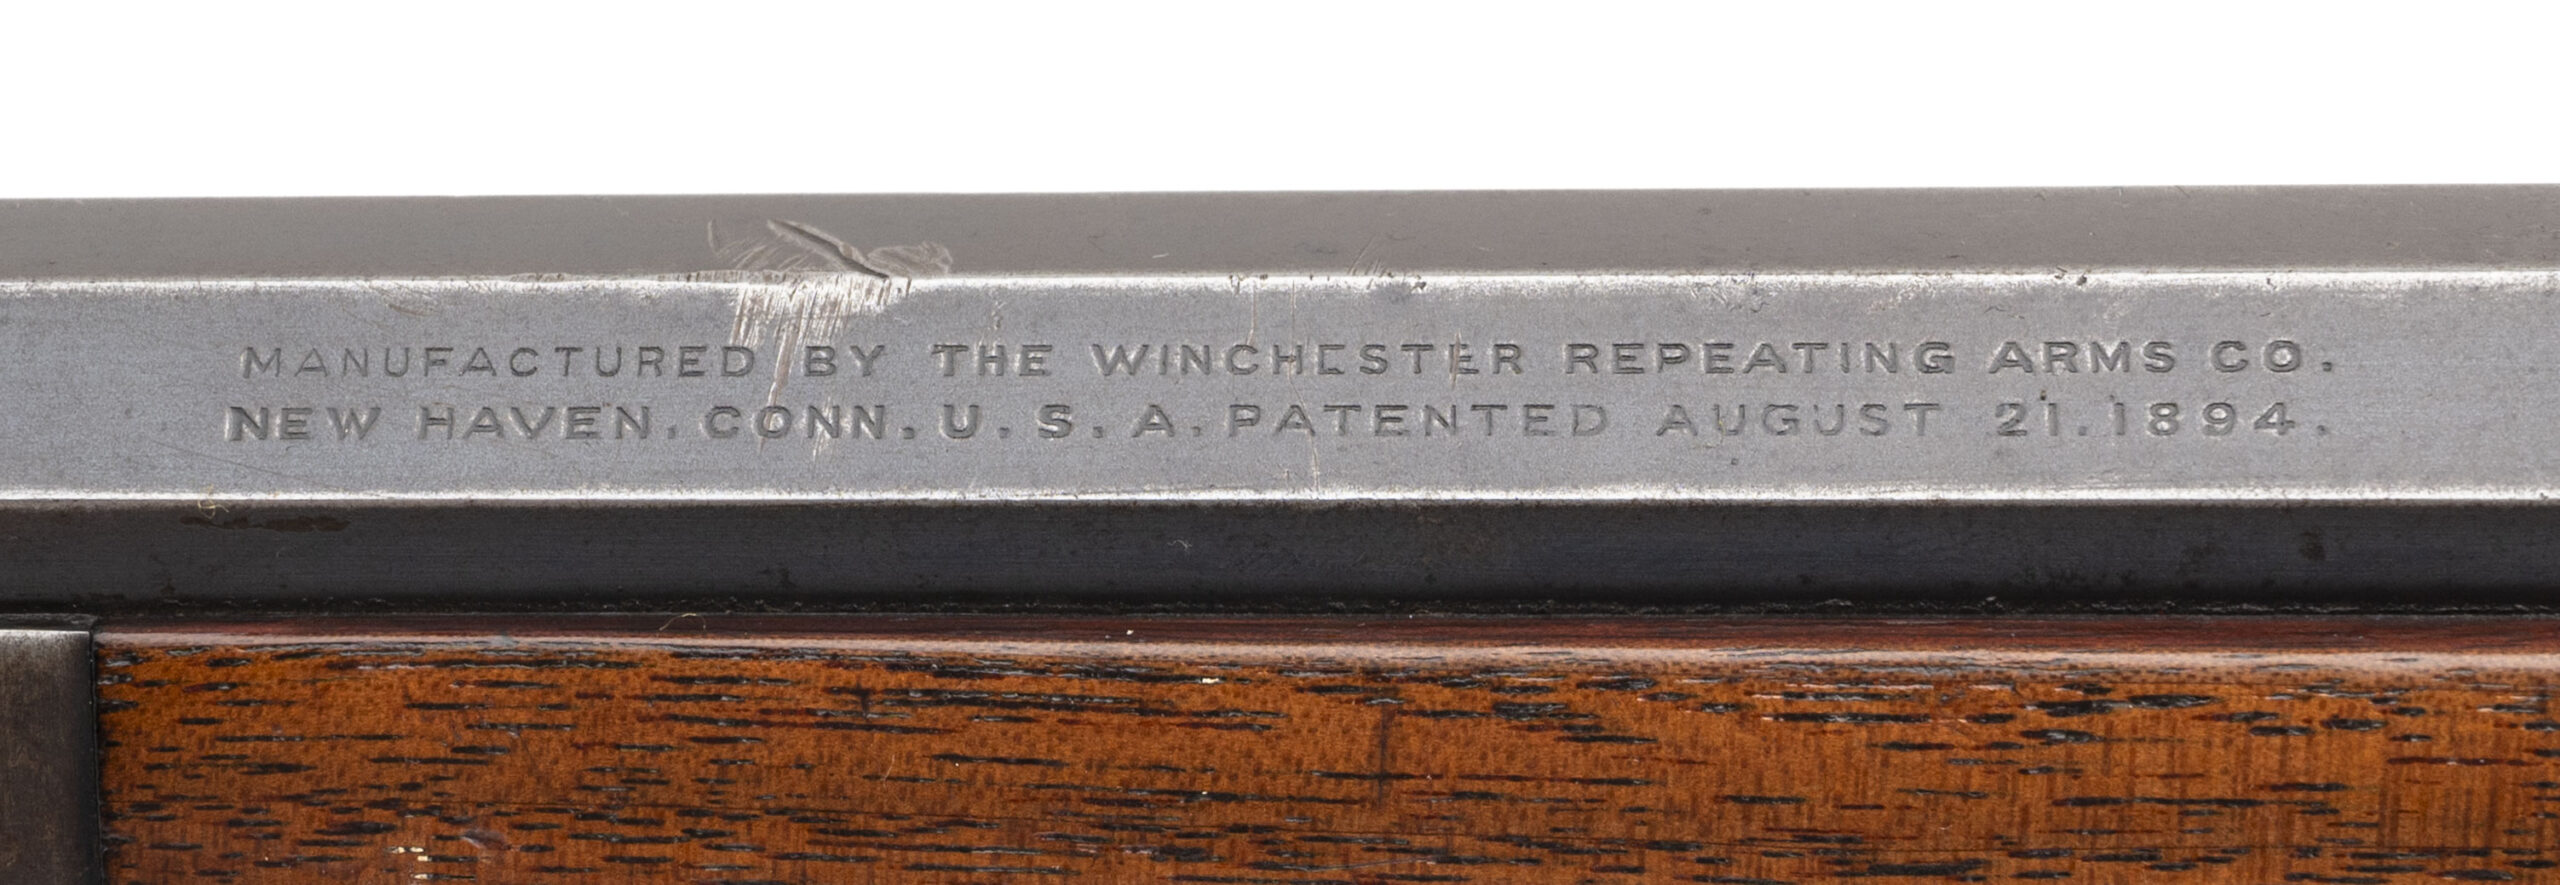 MANUFACTURED BY THE WINCHESTER REPEATING ARMS CO.
NEW HAVEN. CONN. U. S. A. PATENTED AUGUST 21. 1894.